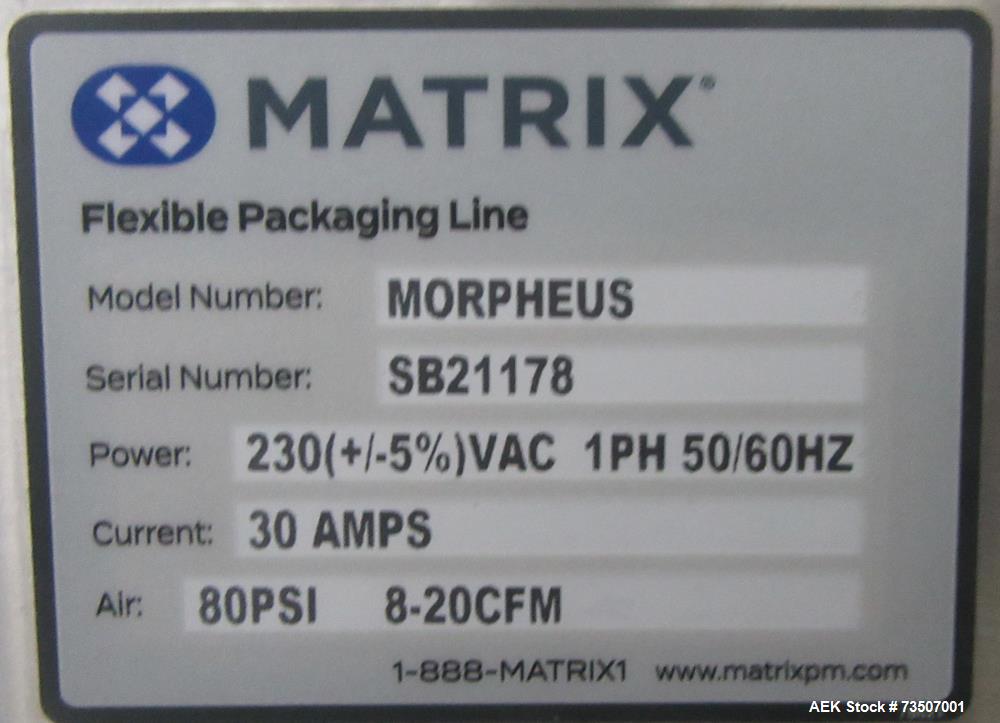 MATRIX®
Flexible Packaging Line
Model Number: MORPHEUS
Serial Number: SB21178
Power: 230(+/-5%)VAC 1PH 50/60HZ
Current: 30 AMPS
Air: 80PSI 8-20CFM
1-888-MATRIX1 www.matrixpm.com
AEK Stock # 73507001